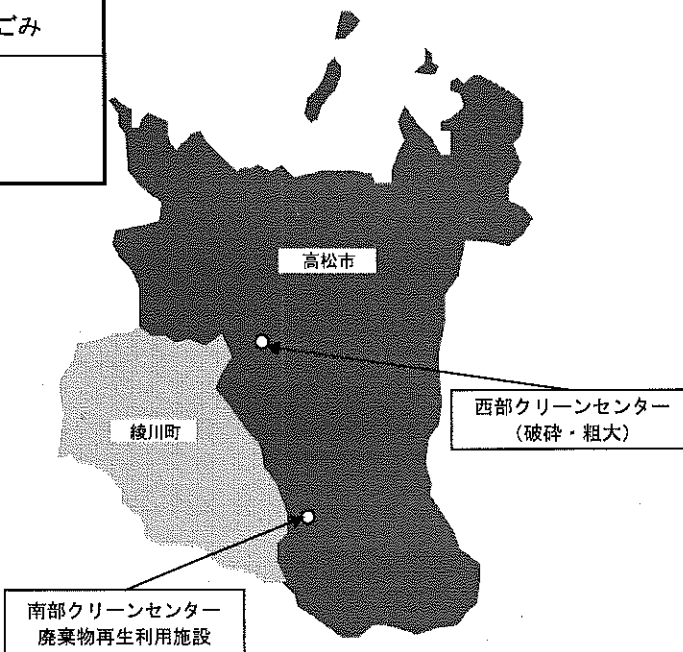 ごみ
高松市
西部クリーンセンター
（破砕・粗大）
綾川町
南部クリーンセンター
廃棄物再生利用施設